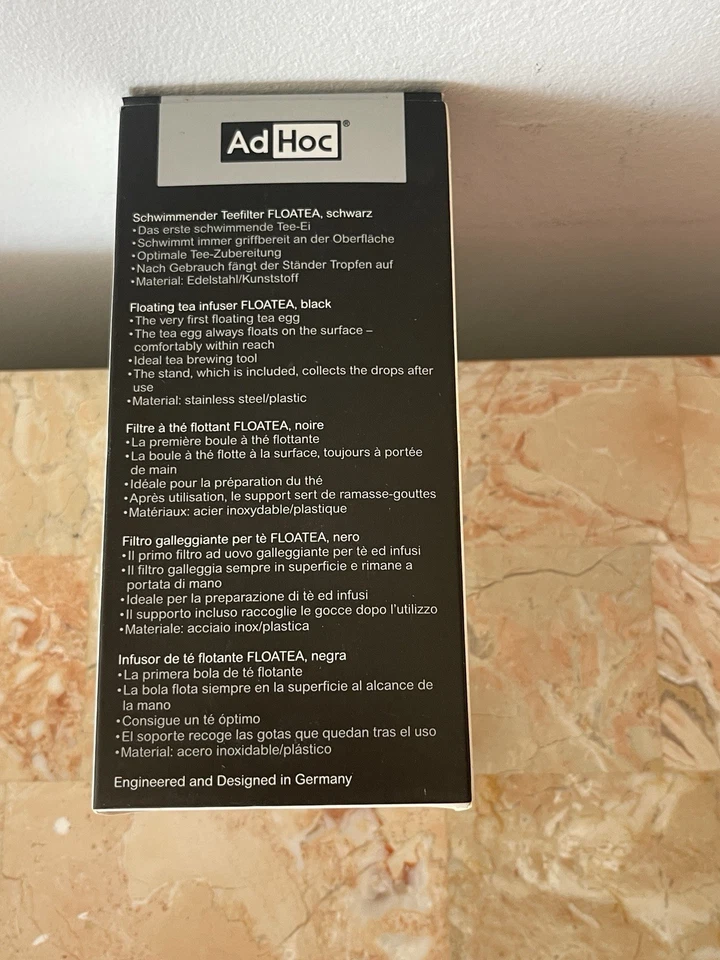 AdHoc®
Schwimmender Teefilter FLOATEA, schwarz
•Das erste schwimmende Tee-Ei
•Schwimmt immer griffbereit an der Oberfläche
•Optimale Tee-Zubereitung
•Nach Gebrauch fängt der Ständer Tropfen auf
•Material: Edelstahl/Kunststoff
Floating tea infuser FLOATEA, black
•The very first floating tea egg
•The tea egg always floats on the surface –
comfortably within reach
•Ideal tea brewing tool
•The stand, which is included, collects the drops after
use
•Material: stainless steel/plastic
Filtre à thé flottant FLOATEA, noire
•La première boule à thé flottante
•La boule à thé flotte à la surface, toujours à portée
de main
•Idéale pour la préparation du thé
•Après utilisation, le support sert de ramasse-gouttes
•Matériaux: acier inoxydable/plastique
Filtro galleggiante per tè FLOATEA, nero
•Il primo filtro ad uovo galleggiante per tè ed infusi
•Il filtro galleggia sempre in superficie e rimane a
portata di mano
•Ideale per la preparazione di tè ed infusi
•Il supporto incluso raccoglie le gocce dopo l'utilizzo
•Materiale: acciaio inox/plastica
Infusor de té flotante FLOATEA, negra
•La primera bola de té flotante
•La bola flota siempre en la superficie al alcance de
la mano
•Consigue un té óptimo
•El soporte recoge las gotas que quedan tras el uso
•Material: acero inoxidable/plástico
Engineered and Designed in Germany